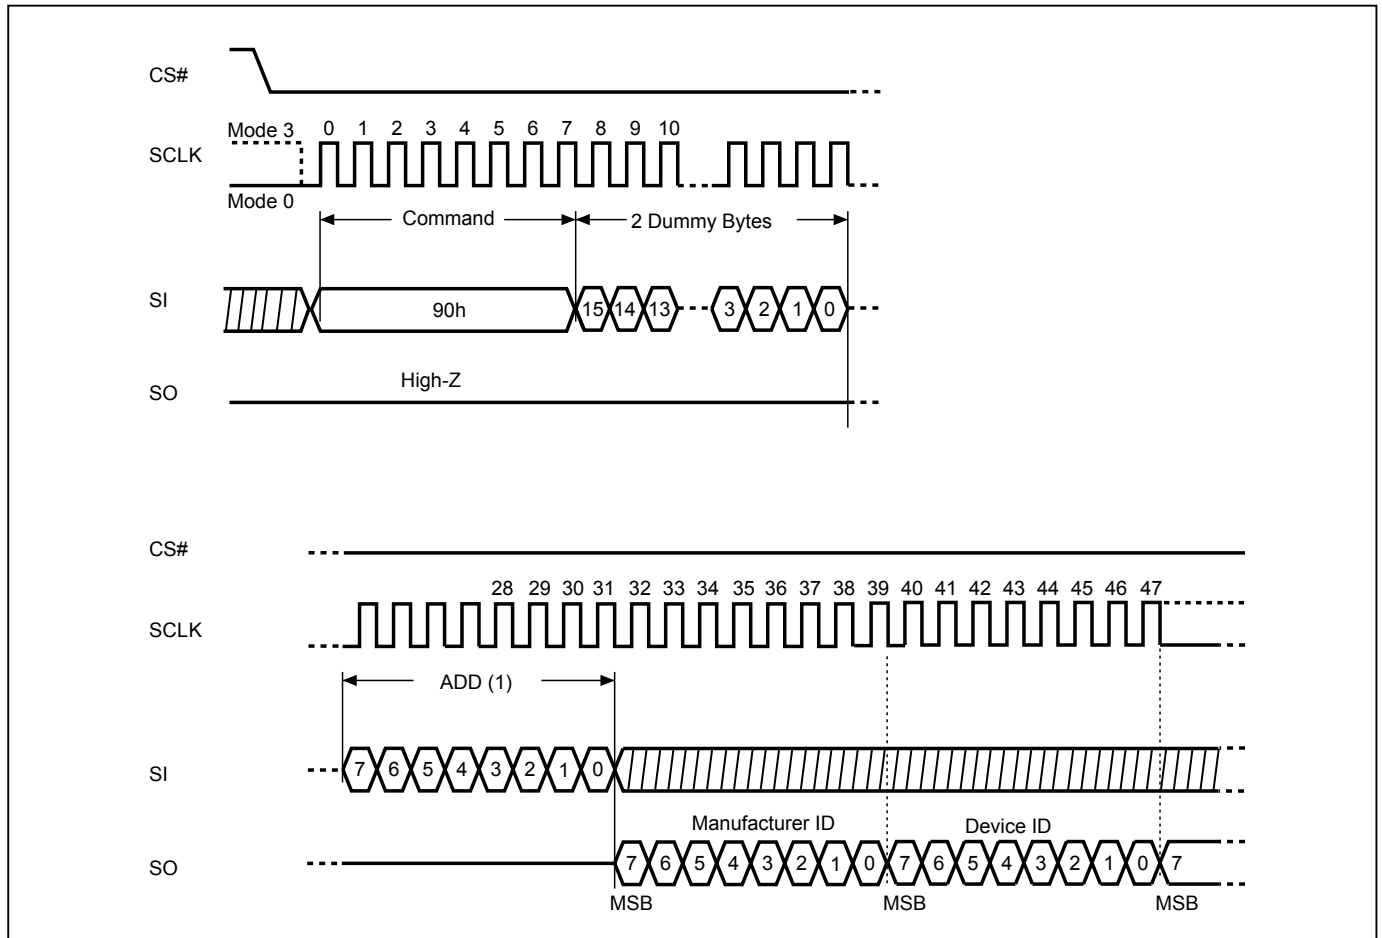 CS#
Mode 3 0 1 2 3 4 5 6 7 8 9 10
SCLK
Mode 0
Command 2 Dummy Bytes
SI 90h 15 14 13 3 2 1 0
High-Z
SO
CS#
28 29 30 31 32 33 34 35 36 37 38 39 40 41 42 43 44 45 46 47
SCLK
ADD (1)
SI 7 6 5 4 3 2 1 0
Manufacturer ID Device ID
SO 7 6 5 4 3 2 1 0 7 6 5 4 3 2 1 0 7
MSB MSB MSB